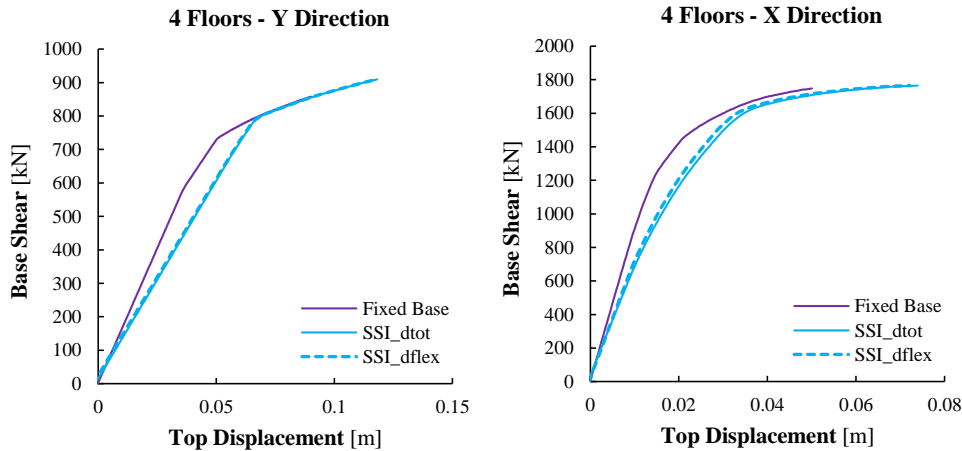 4 Floors - Y Direction
1000
900
800
700
600
500
400
300
200
100
0
Base Shear [kN]
Fixed Base
SSI_dtot
SSI_dflex
0
0.05
0.1
0.15
Top Displacement [m]
4 Floors - X Direction
2000
1800
1600
1400
1200
1000
800
600
400
200
0
Base Shear [kN]
Fixed Base
SSI_dtot
SSI_dflex
0
0.02
0.04
0.06
0.08
Top Displacement [m]